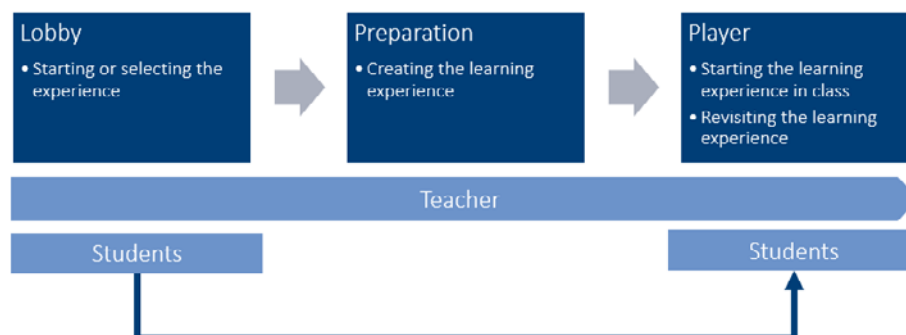 Lobby
• Starting or selecting the
experience
Preparation
• Creating the learning
experience
Player
• Starting the learning
experience in class
• Revisiting the learning
experience
Teacher
Students
Students